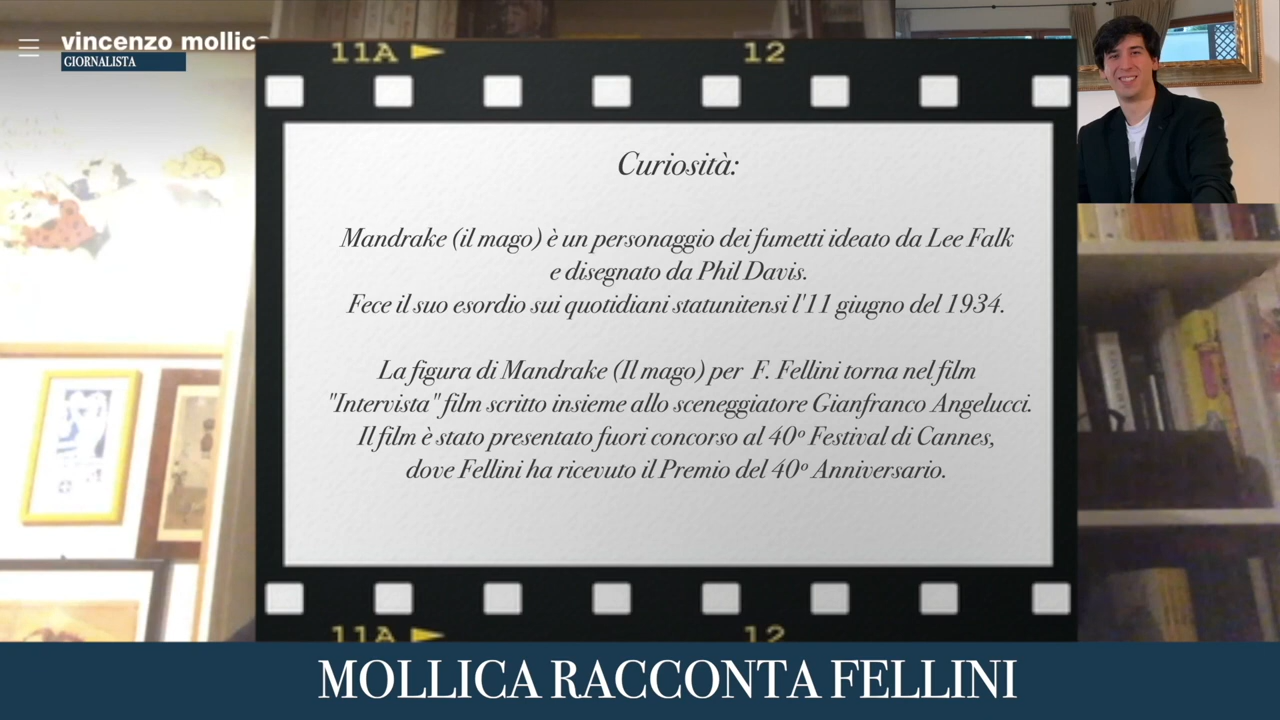 vincenzo mollica
GIORNALISTA
11A
12
Curiosità:
Mandrake (il mago) è un personaggio dei fumetti ideato da Lee Falk
e disegnato da Phil Davis.
Fece il suo esordio sui quotidiani statunitensi l'11 giugno del 1934.
La figura di Mandrake (Il mago) per F. Fellini torna nel film
"Intervista" film scritto insieme allo sceneggiatore Gianfranco Angelucci.
Il film è stato presentato fuori concorso al 40º Festival di Cannes,
dove Fellini ha ricevuto il Premio del 40º Anniversario.
11A
12
MOLLICA RACCONTA FELLINI